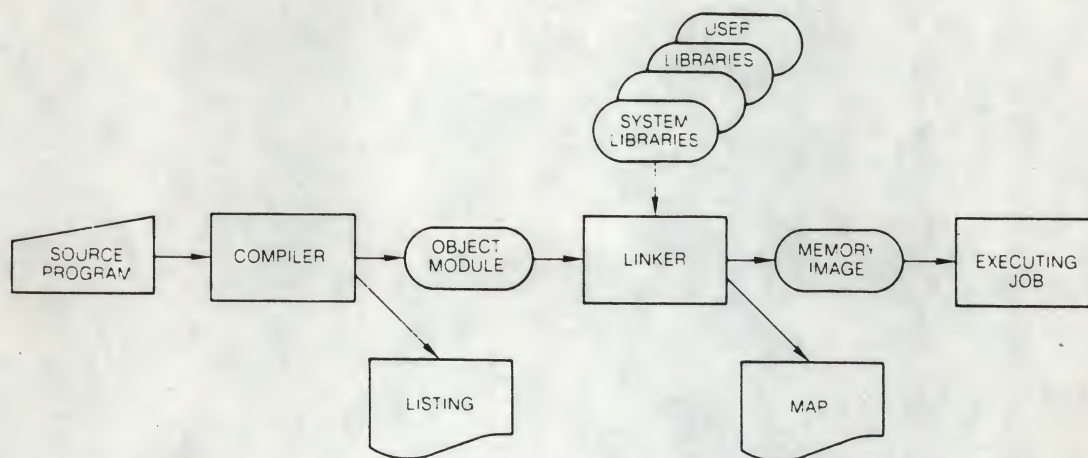 USER
LIBRARIES
SYSTEM
LIBRARIES
SOURCE
PROGRAM
COMPILER
OBJECT
MODULE
LINKER
MEMORY
IMAGE
EXECUTING
JOB
LISTING
MAP